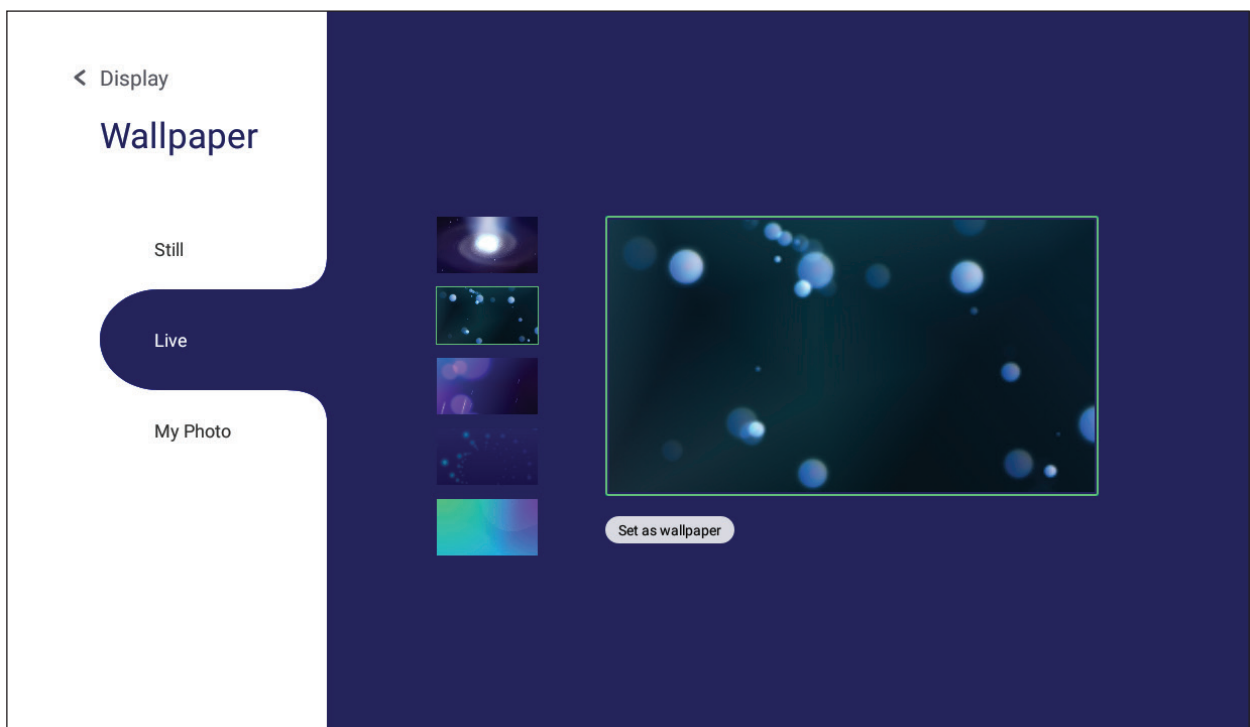 Display
Wallpaper
Still
Live
My Photo
Set as wallpaper